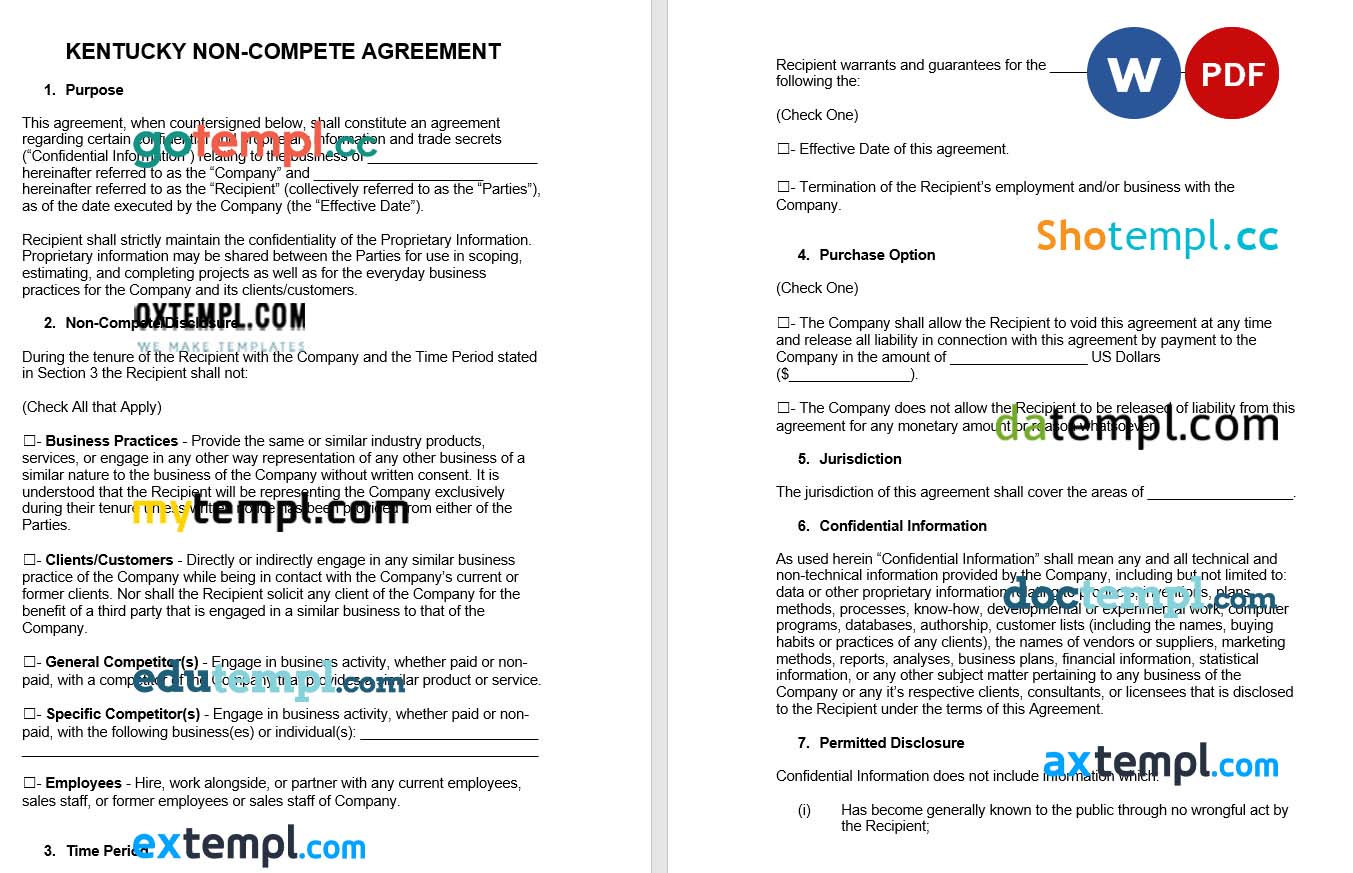 KENTUCKY NON-COMPETE AGREEMENT
1. Purpose
This agreement, when countersigned below, shall constitute an agreement
regarding certain confidential and proprietary information and trade secrets
(“Confidential Information”) relating to the business of ____________________
hereinafter referred to as the “Company” and ____________________
hereinafter referred to as the “Recipient” (collectively referred to as the “Parties”),
as of the date executed by the Company (the “Effective Date”).
gotempl.cc
Recipient shall strictly maintain the confidentiality of the Proprietary Information.
Proprietary information may be shared between the Parties for use in scoping,
estimating, and completing projects as well as for the everyday business
practices for the Company and its clients/customers.
OXTEMPL.COM
WE MAKE TEMPLATES
2. Non-Compete/Disclosure
During the tenure of the Recipient with the Company and the Time Period stated
in Section 3 the Recipient shall not:
(Check All that Apply)
☐- Business Practices - Provide the same or similar industry products,
services, or engage in any other way representation of any other business of a
similar nature to the business of the Company without written consent. It is
understood that the Recipient will be representing the Company exclusively
during their tenure unless written notice has been provided from either of the
Parties.
mytempl.com
☐- Clients/Customers - Directly or indirectly engage in any similar business
practice of the Company while being in contact with the Company’s current or
former clients. Nor shall the Recipient solicit any client of the Company for the
benefit of a third party that is engaged in a similar business to that of the
Company.
☐- General Competitor(s) - Engage in business activity, whether paid or non-
paid, with a competitor of the Company that provides a similar product or service.
edutempl.com
☐- Specific Competitor(s) - Engage in business activity, whether paid or non-
paid, with the following business(es) or individual(s): ____________________
____________________
☐- Employees - Hire, work alongside, or partner with any current employees,
sales staff, or former employees or sales staff of Company.
3. Time Period
extempl.com
Recipient warrants and guarantees for the ____
following the:
W PDF
(Check One)
☐- Effective Date of this agreement.
☐- Termination of the Recipient’s employment and/or business with the
Company.
Shotempl.cc
4. Purchase Option
(Check One)
☐- The Company shall allow the Recipient to void this agreement at any time
and release all liability in connection with this agreement by payment to the
Company in the amount of ________________ US Dollars
($______________).
☐- The Company does not allow the Recipient to be released of liability from this
agreement for any monetary amount or reason whatsoever.
datempl.com
5. Jurisdiction
The jurisdiction of this agreement shall cover the areas of _________________.
6. Confidential Information
As used herein “Confidential Information” shall mean any and all technical and
non-technical information provided by the Company, including but not limited to:
data or other proprietary information relating to products, inventions, plans,
methods, processes, know-how, developmental or experimental work, computer
programs, databases, authorship, customer lists (including the names, buying
habits or practices of any clients), the names of vendors or suppliers, marketing
methods, reports, analyses, business plans, financial information, statistical
information, or any other subject matter pertaining to any business of the
Company or any it’s respective clients, consultants, or licensees that is disclosed
to the Recipient under the terms of this Agreement.
doctempl.com
7. Permitted Disclosure
Confidential Information does not include information which:
axtempl.com
(i) Has become generally known to the public through no wrongful act by
the Recipient;